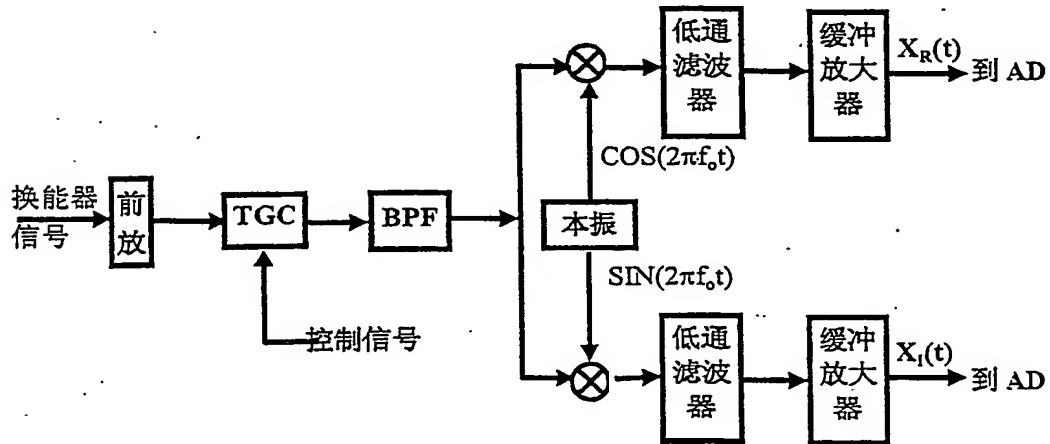 低通
滤波
器
缓冲
放大
器
X_R(t)
到 AD
COS(2πf₀t)
换能器
信号
前
放
TGC
BPF
本振
SIN(2πf₀t)
控制信号
低通
滤波
器
缓冲
放大
器
X_I(t)
到 AD